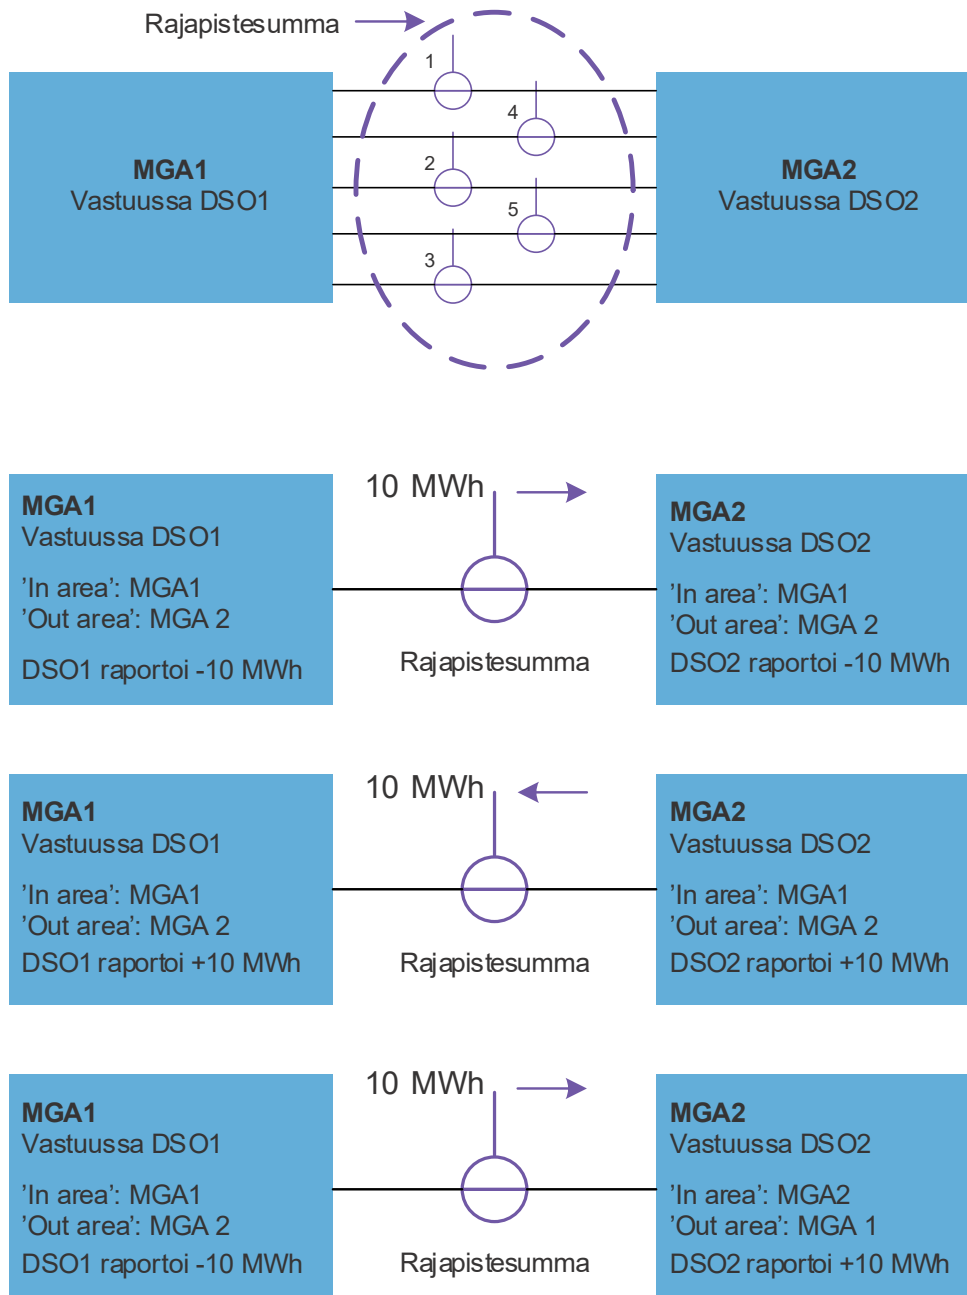 Rajapistesumma
1
4
MGA1
Vastuussa DSO1
2
MGA2
Vastuussa DSO2
5
3
10 MWh
MGA1
Vastuussa DSO1
'In area': MGA1
'Out area': MGA 2
DSO1 raportoi -10 MWh
Rajapistesumma
MGA2
Vastuussa DSO2
'In area': MGA1
'Out area': MGA 2
DSO2 raportoi -10 MWh
10 MWh
MGA1
Vastuussa DSO1
'In area': MGA1
'Out area': MGA 2
DSO1 raportoi +10 MWh
Rajapistesumma
MGA2
Vastuussa DSO2
'In area': MGA1
'Out area': MGA 2
DSO2 raportoi +10 MWh
10 MWh
MGA1
Vastuussa DSO1
'In area': MGA1
'Out area': MGA 2
DSO1 raportoi -10 MWh
Rajapistesumma
MGA2
Vastuussa DSO2
'In area': MGA2
'Out area': MGA 1
DSO2 raportoi +10 MWh